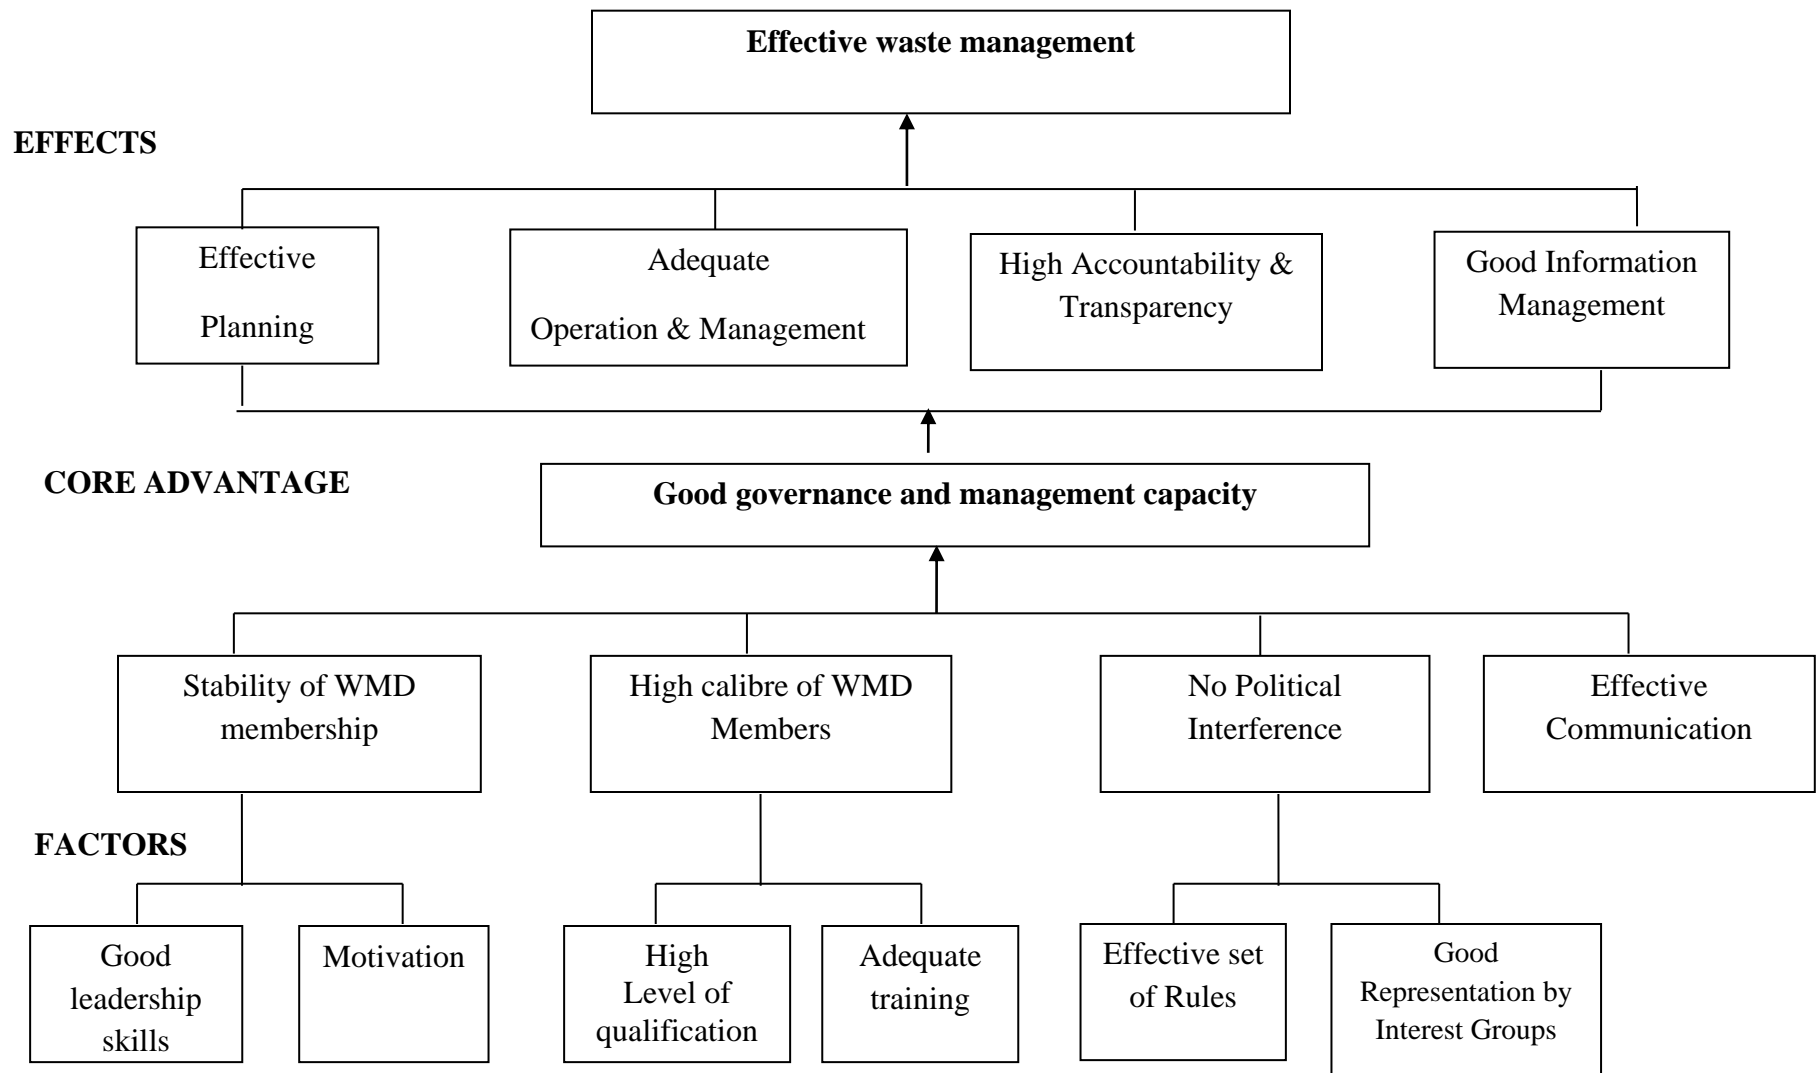 Effective waste management
EFFECTS
Effective
Planning
Adequate
Operation & Management
High Accountability &
Transparency
Good Information
Management
CORE ADVANTAGE
Good governance and management capacity
Stability of WMD
membership
High calibre of WMD
Members
No Political
Interference
Effective
Communication
FACTORS
Good
leadership
skills
Motivation
High
Level of
qualification
Adequate
training
Effective set
of Rules
Good
Representation by
Interest Groups